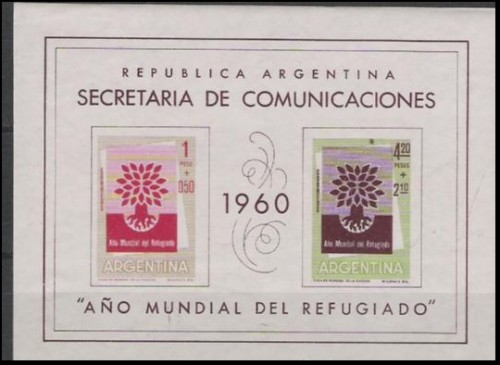 REPUBLICA ARGENTINA
SECRETARIA DE COMUNICACIONES
1
PESO
+
0.50
Año Mundial del Refugiado
ARGENTINA
1960
4.20
PESOS
+
2.10
Año Mundial del Refugiado
ARGENTINA
"AÑO MUNDIAL DEL REFUGIADO"